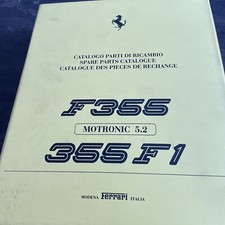 CATALOGO PARTI DI RICAMBIO
SPARE PARTS CATALOGUE
CATALOGUE DES PIECES DE RECHANGE
F355
MOTRONIC 5.2
355 F1
MODENA Ferrari ITALIA